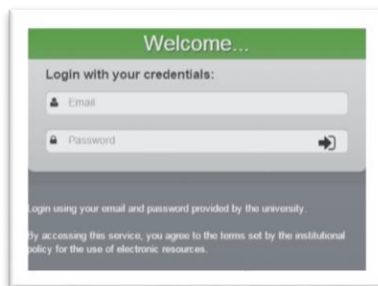 Welcome...
Login with your credentials:
Email
Password
Login using your email and password provided by the university.
By accessing this service, you agree to the terms set by the institutional
policy for the use of electronic resources.